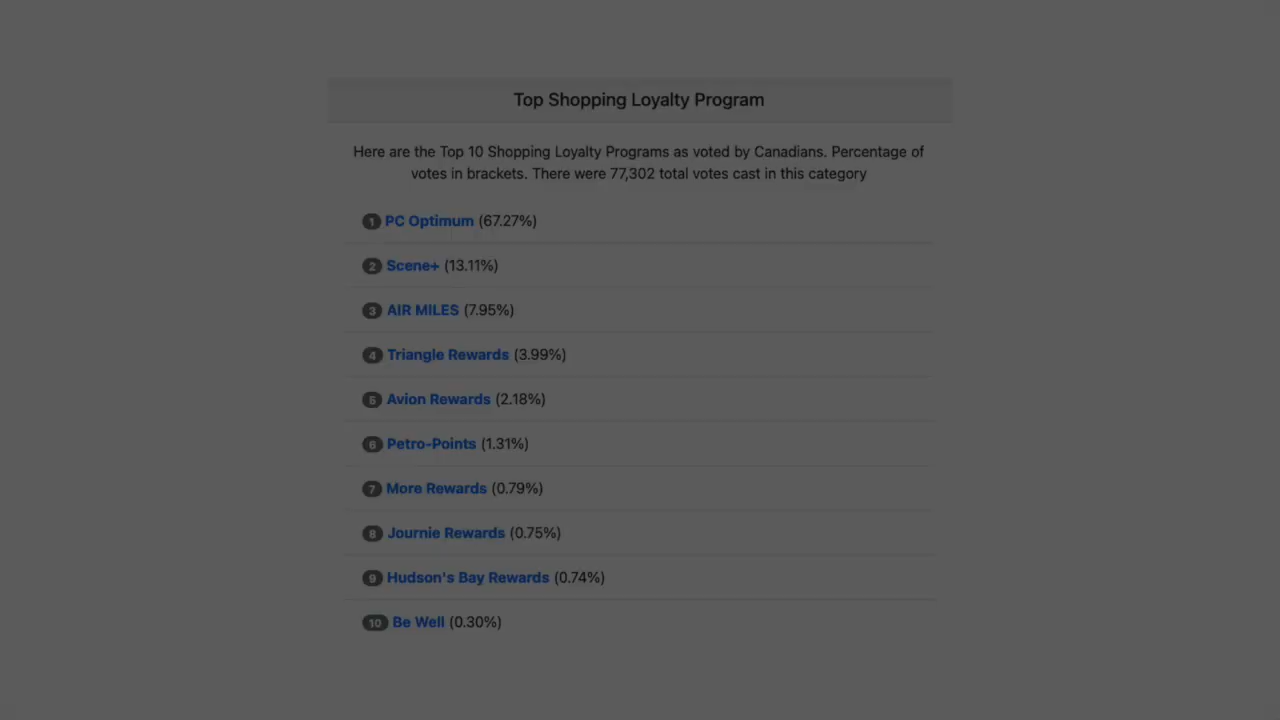 Top Shopping Loyalty Program
Here are the Top 10 Shopping Loyalty Programs as voted by Canadians. Percentage of
votes in brackets. There were 77,302 total votes cast in this category
1 PC Optimum (67.27%)
2 Scene+ (13.11%)
3 AIR MILES (7.95%)
4 Triangle Rewards (3.99%)
5 Avion Rewards (2.18%)
6 Petro-Points (1.31%)
7 More Rewards (0.79%)
8 Journie Rewards (0.75%)
9 Hudson's Bay Rewards (0.74%)
10 Be Well (0.30%)